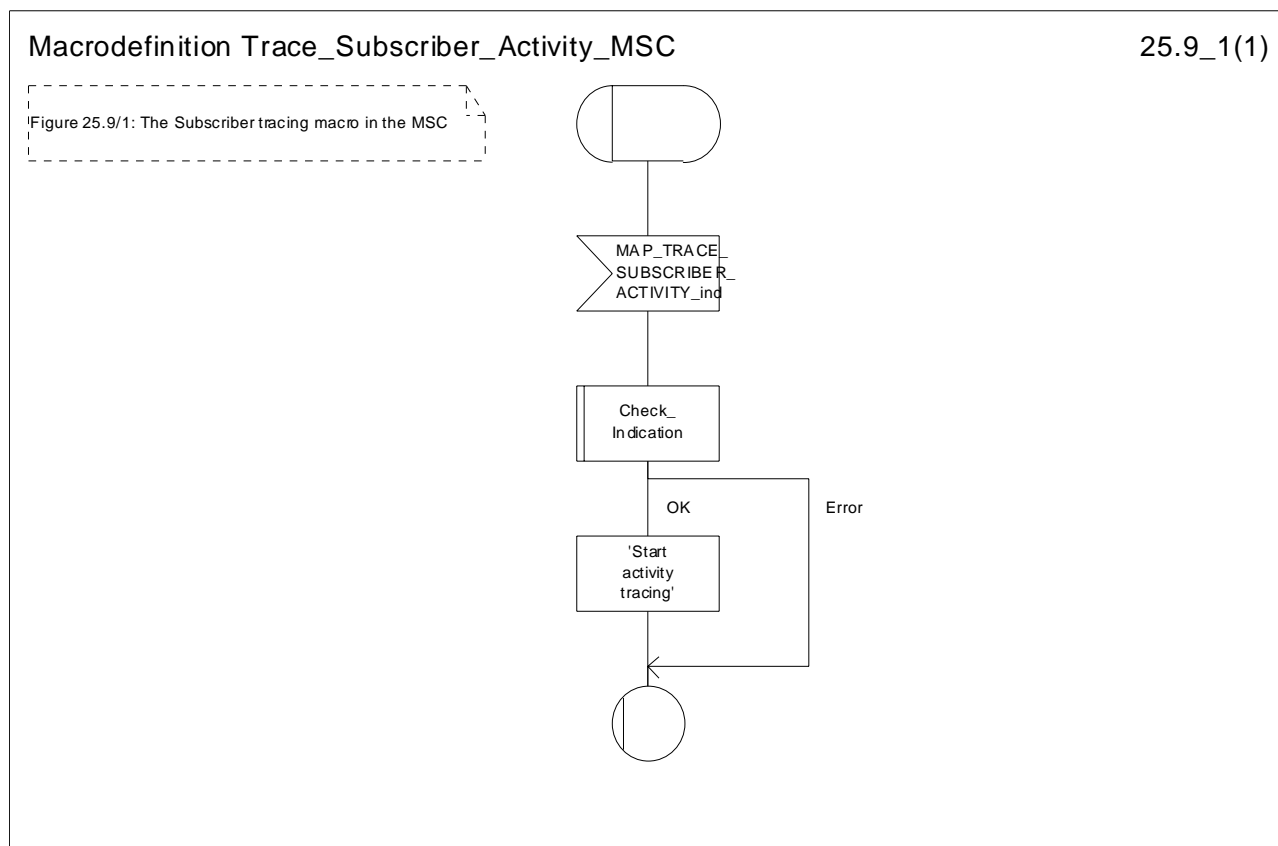 Macrodefinition Trace_Subscriber_Activity_MSC
25.9_1(1)
Figure 25.9/1: The Subscriber tracing macro in the MSC
MAP_TRACE_
SUBSCRIBER_
ACTIVITY_ind
Check_
Indication
OK
Error
'Start
activity
tracing'